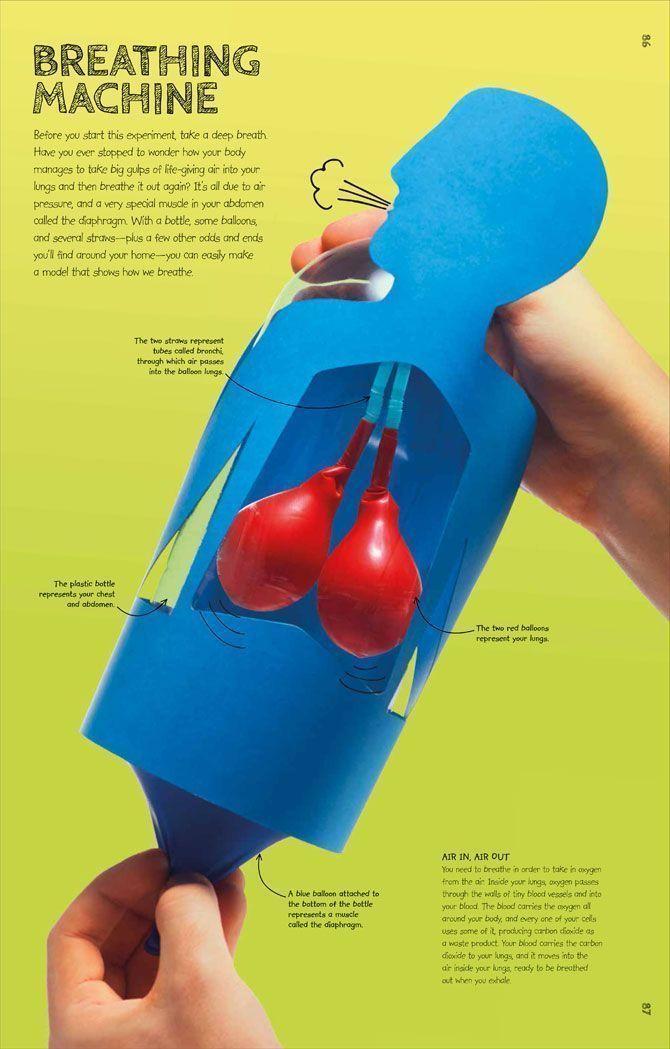 86
BREATHING
MACHINE
Before you start this experiment, take a deep breath.
Have you ever stopped to wonder how your body
manages to take big gulps of life-giving air into your
lungs and then breathe it out again? It's all due to air
pressure, and a very special muscle in your abdomen
called the diaphragm. With a bottle, some balloons,
and several straws—plus a few other odds and ends
you'll find around your home—you can easily make
a model that shows how we breathe.
The two straws represent
tubes called bronchi,
through which air passes
into the balloon lungs.
The plastic bottle
represents your chest
and abdomen.
The two red balloons
represent your lungs.
A blue balloon attached to
the bottom of the bottle
represents a muscle
called the diaphragm.
AIR IN, AIR OUT
You need to breathe in order to take in oxygen
from the air. Inside your lungs, oxygen passes
through the walls of tiny blood vessels and into
your blood. The blood carries the oxygen all
around your body, and every one of your cells
uses some of it, producing carbon dioxide as
a waste product. Your blood carries the carbon
dioxide to your lungs, and it moves into the
air inside your lungs, ready to be breathed
out when you exhale.
87